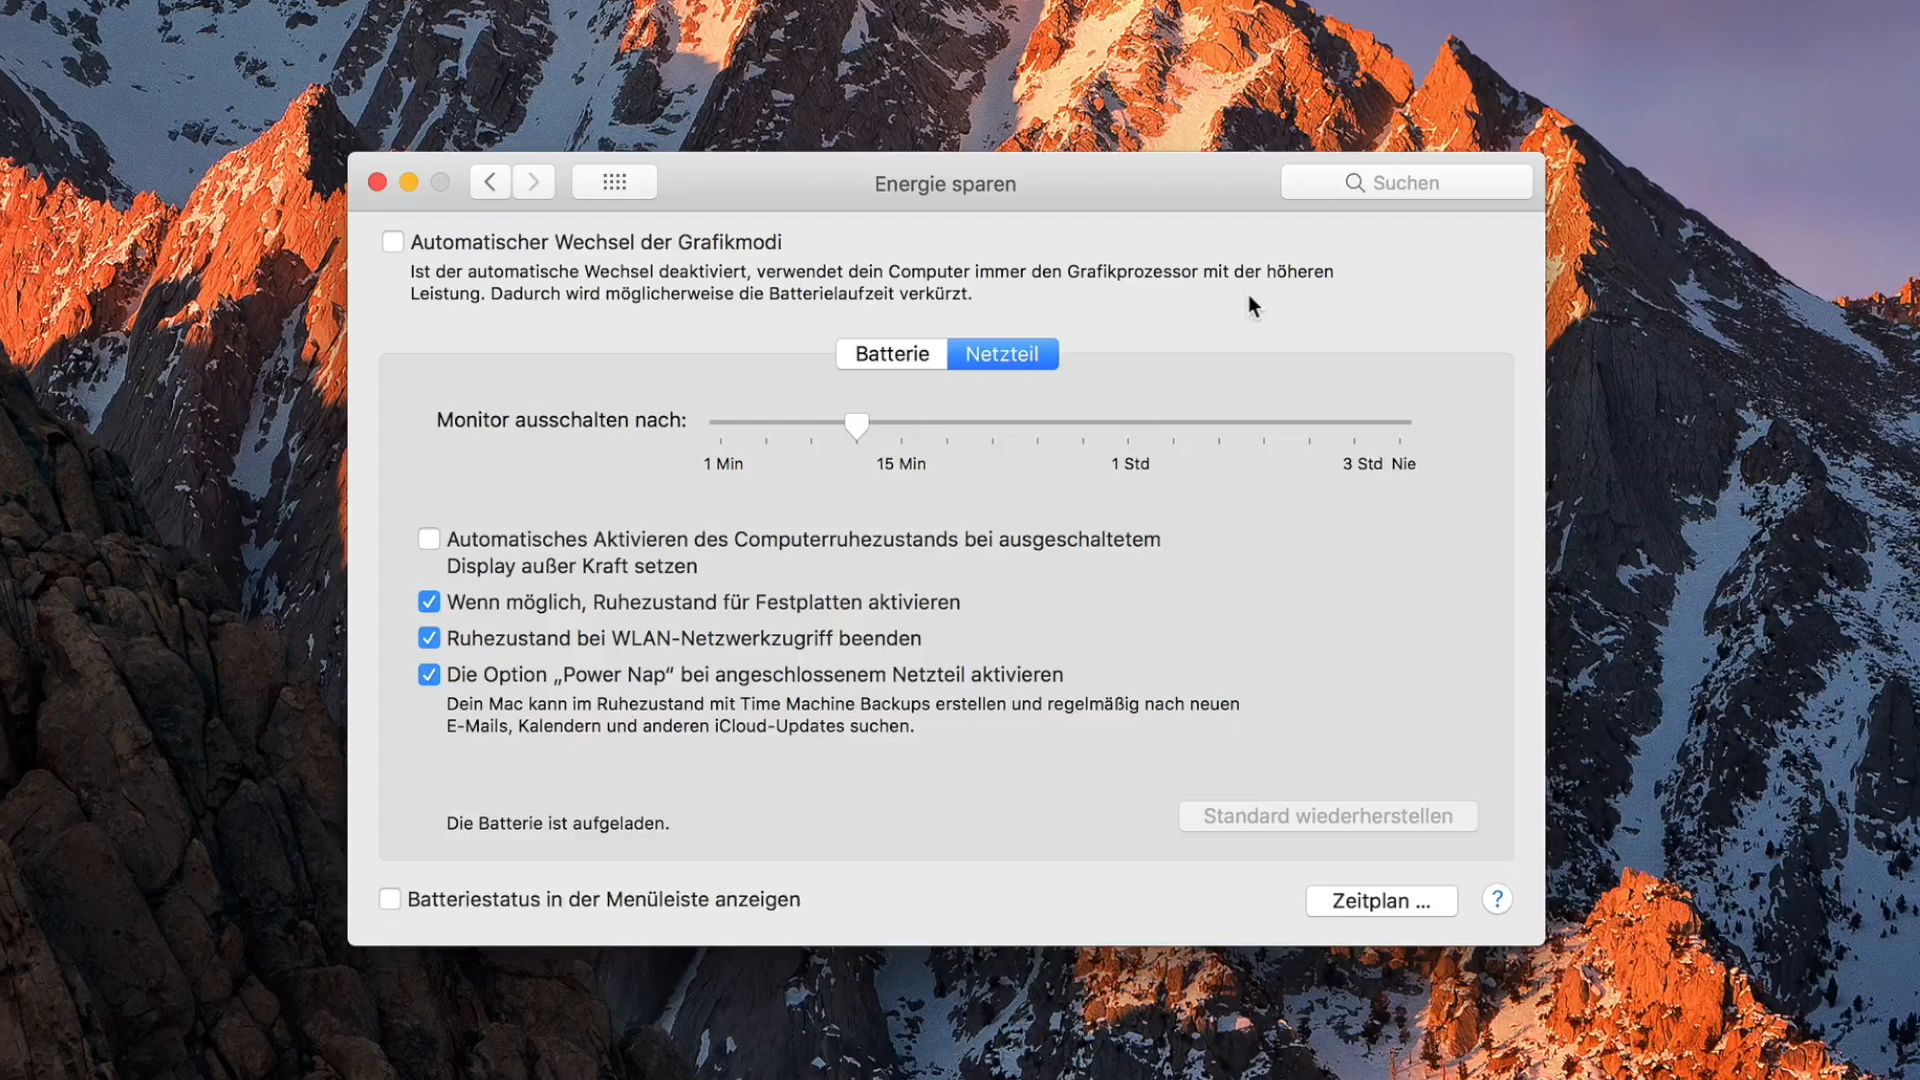 Energie sparen
Suchen
Automatischer Wechsel der Grafikmodi
Ist der automatische Wechsel deaktiviert, verwendet dein Computer immer den Grafikprozessor mit der höheren
Leistung. Dadurch wird möglicherweise die Batterielaufzeit verkürzt.
Batterie
Netzteil
Monitor ausschalten nach:
1 Min
15 Min
1 Std
3 Std
Nie
Automatisches Aktivieren des Computerruhezustands bei ausgeschaltetem
Display außer Kraft setzen
Wenn möglich, Ruhezustand für Festplatten aktivieren
Ruhezustand bei WLAN-Netzwerkzugriff beenden
Die Option „Power Nap“ bei angeschlossenem Netzteil aktivieren
Dein Mac kann im Ruhezustand mit Time Machine Backups erstellen und regelmäßig nach neuen
E-Mails, Kalendern und anderen iCloud-Updates suchen.
Die Batterie ist aufgeladen.
Standard wiederherstellen
Batteriestatus in der Menüleiste anzeigen
Zeitplan ...
?